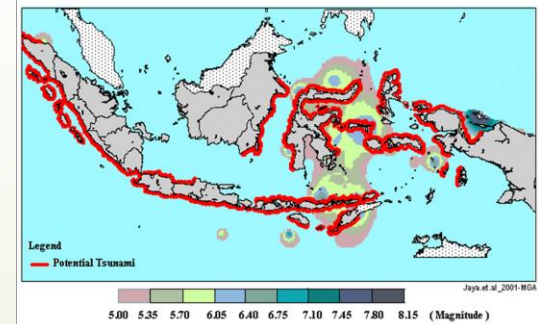 Legend
Potential Tsunami
Jaya.et.al_2001-MGA
5.00 5.35 5.70 6.05 6.40 6.75 7.10 7.45 7.80 8.15 ( Magnitude )